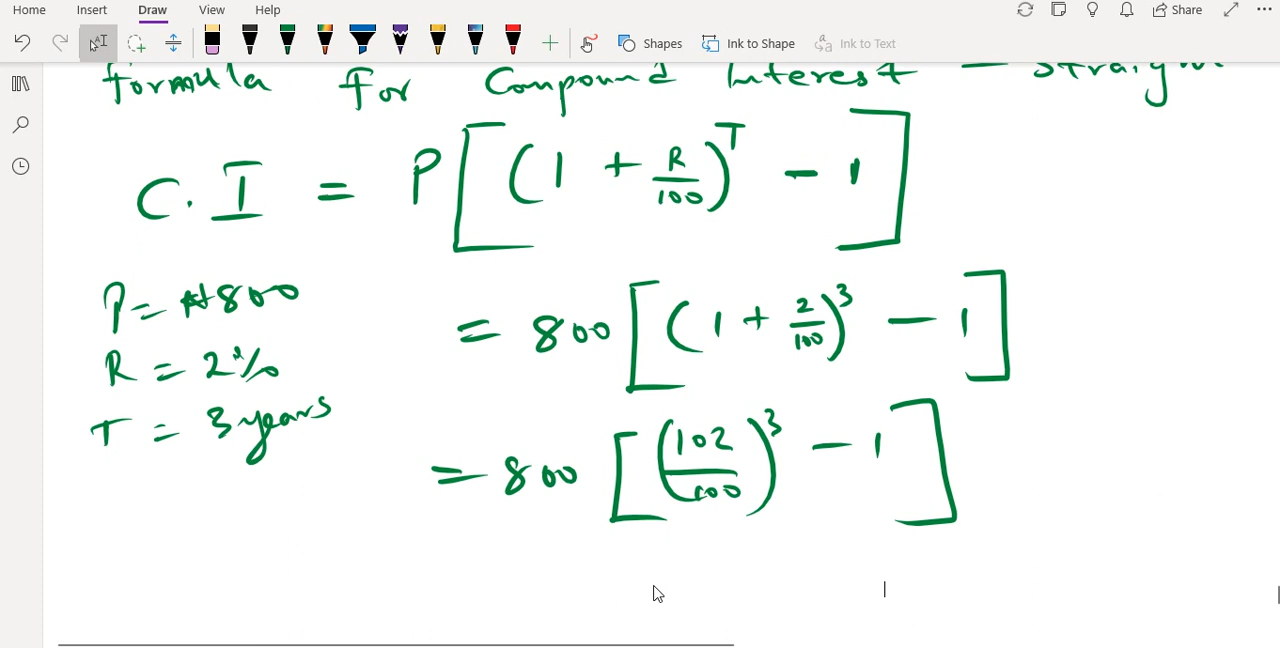 Home Insert Draw View Help Share
Shapes Ink to Shape Ink to Text
formula for Compound Interest –
C.I = P[(1 + R/100)^T - 1]
P = ₦800
= 800[(1 + 2/100)^3 - 1]
R = 2%
T = 3 years
= 800[(102/100)^3 - 1]